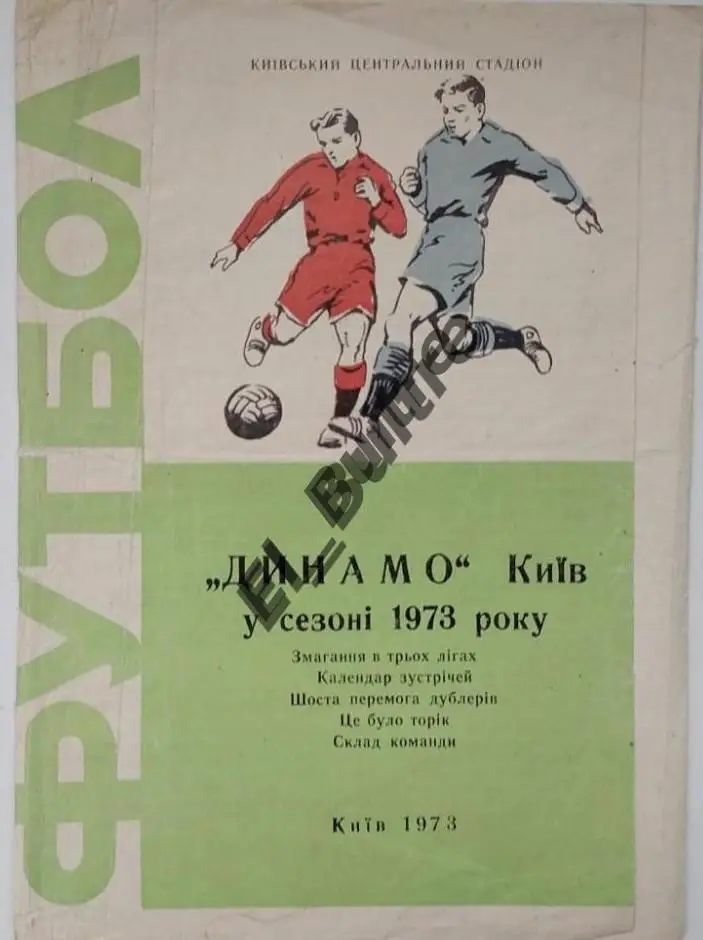 КИЇВСЬКИЙ ЦЕНТРАЛЬНИЙ СТАДІОН
ФУТБОЛ
„ДИНАМО“ Київ
у сезоні 1973 року
Змагання в трьох лігах
Календар зустрічей
Шоста перемога дублерів
Це було торік
Склад команди
Київ 1973
EL_Buitre